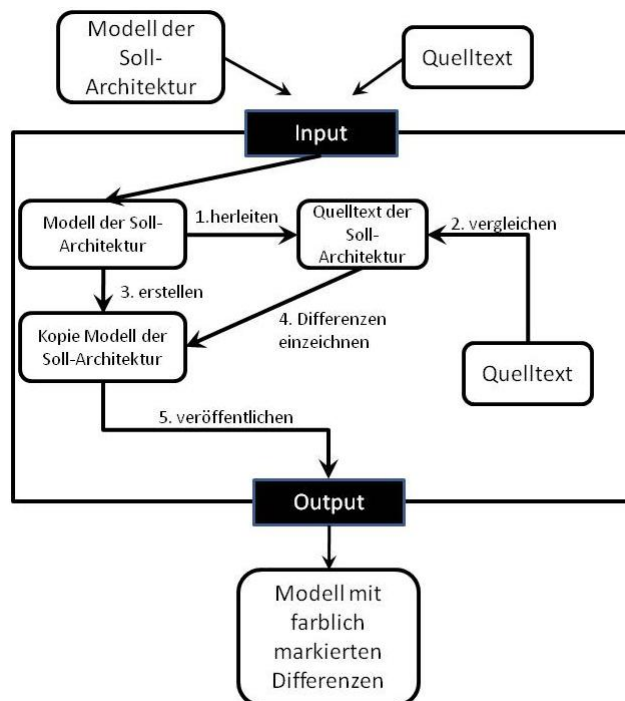 Modell der
Soll-
Architektur
Quelltext
Input
Modell der Soll-
Architektur
1.herleiten
Quelltext der
Soll-
Architektur
2. vergleichen
3. erstellen
4. Differenzen
einzeichnen
Kopie Modell der
Soll-Architektur
Quelltext
5. veröffentlichen
Output
Modell mit
farblich
markierten
Differenzen